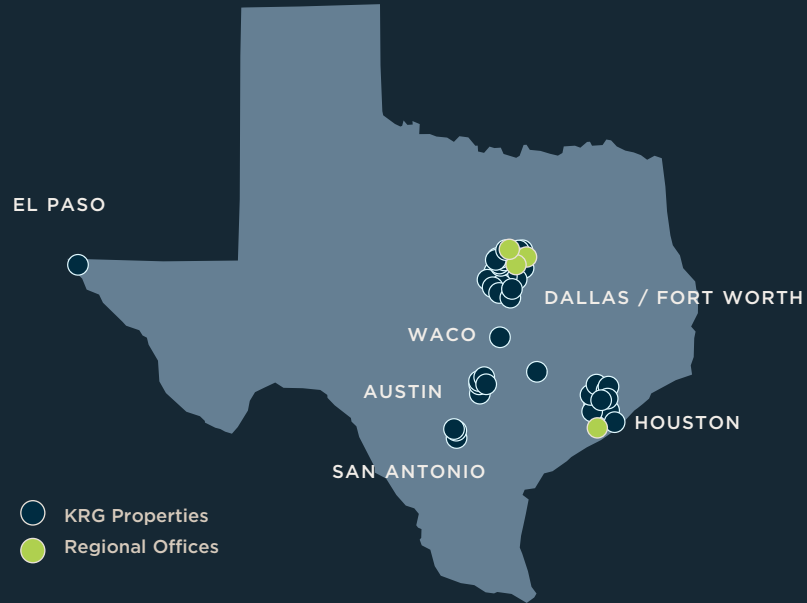 EL PASO
DALLAS / FORT WORTH
WACO
AUSTIN
HOUSTON
SAN ANTONIO
KRG Properties
Regional Offices